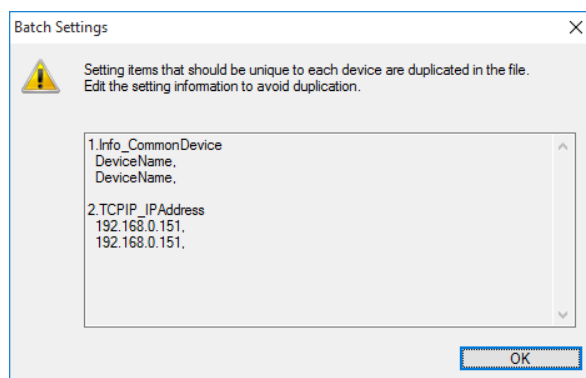 Batch Settings
Setting items that should be unique to each device are duplicated in the file.
Edit the setting information to avoid duplication.
1.Info_CommonDevice
DeviceName,
DeviceName,
2.TCPIP_IPAddress
192.168.0.151,
192.168.0.151,
OK